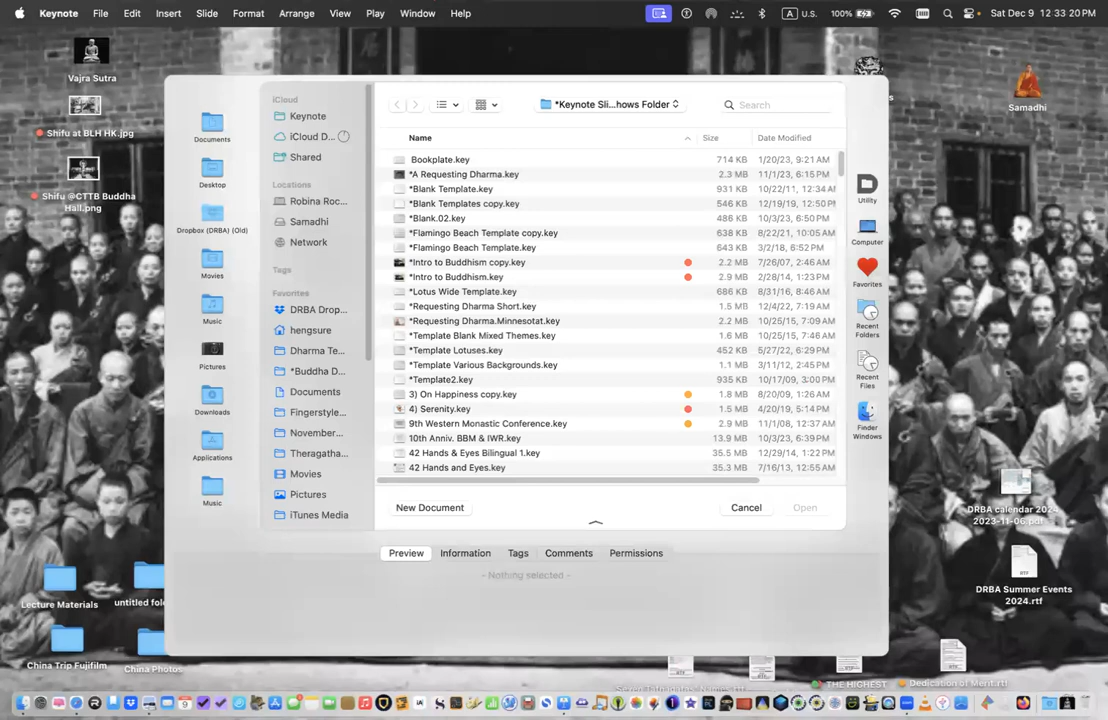 Keynote File Edit Insert Slide Format Arrange View Play Window Help
A U.S. 100% Sat Dec 9 12 33 20 PM
Vajra Sutra
Shifu at BLH HK.jpg
Shifu @CTTB Buddha
Hall.png
Samadhi
Documents
Desktop
Dropbox (DRBA) (Old)
Movies
Music
Pictures
Downloads
Applications
Music
iCloud
Keynote
iCloud D...
Shared
Locations
Robina Roc...
Samadhi
Network
Tags
Favorites
DRBA Drop...
hengsure
Dharma Te...
*Buddha D...
Documents
Fingerstyle...
November...
Theragatha...
Movies
Pictures
iTunes Media
*Keynote Sli...hows Folder
Search
Name Size Date Modified
Bookplate.key 714 KB 1/20/23, 9:21 AM
*A Requesting Dharma.key 2.3 MB 11/1/23, 6:15 PM
*Blank Template.key 931 KB 10/22/11, 12:34 AM
*Blank Templates copy.key 546 KB 12/19/19, 12:50 PM
*Blank.02.key 486 KB 10/3/23, 6:50 PM
*Flamingo Beach Template copy.key 638 KB 8/22/21, 10:05 AM
*Flamingo Beach Template.key 643 KB 3/2/18, 6:52 PM
*Intro to Buddhism copy.key 2.2 MB 7/26/07, 2:46 AM
*Intro to Buddhism.key 2.9 MB 2/28/14, 1:23 PM
*Lotus Wide Template.key 686 KB 8/31/16, 8:46 AM
*Requesting Dharma Short.key 1.5 MB 12/4/22, 7:19 AM
*Requesting Dharma.Minnesotat.key 2.2 MB 10/25/15, 7:09 AM
*Template Blank Mixed Themes.key 1.6 MB 10/25/15, 7:46 AM
*Template Lotuses.key 452 KB 5/27/22, 6:29 PM
*Template Various Backgrounds.key 1.1 MB 3/11/12, 2:45 PM
*Template2.key 935 KB 10/17/09, 3:00 PM
3) On Happiness copy.key 1.8 MB 8/20/09, 1:26 AM
4) Serenity.key 1.5 MB 4/20/19, 5:14 PM
9th Western Monastic Conference.key 2.9 MB 11/1/08, 12:37 AM
10th Anniv. BBM & IWR.key 13.9 MB 10/3/23, 6:39 PM
42 Hands & Eyes Bilingual 1.key 35.5 MB 12/29/14, 1:22 PM
42 Hands and Eyes.key 35.3 MB 7/16/13, 12:55 AM
New Document Cancel Open
Preview Information Tags Comments Permissions
- Nothing selected -
Utility
Computer
Favorites
Recent
Folders
Recent
Files
Finder
Windows
DRBA calendar 2024
2023-11-06.pdf
DRBA Summer Events
2024.rtf
Lecture Materials
untitled fol
China Trip Fujifilm
China Photos
THE HIGHEST
Dedication of Merit.rtf